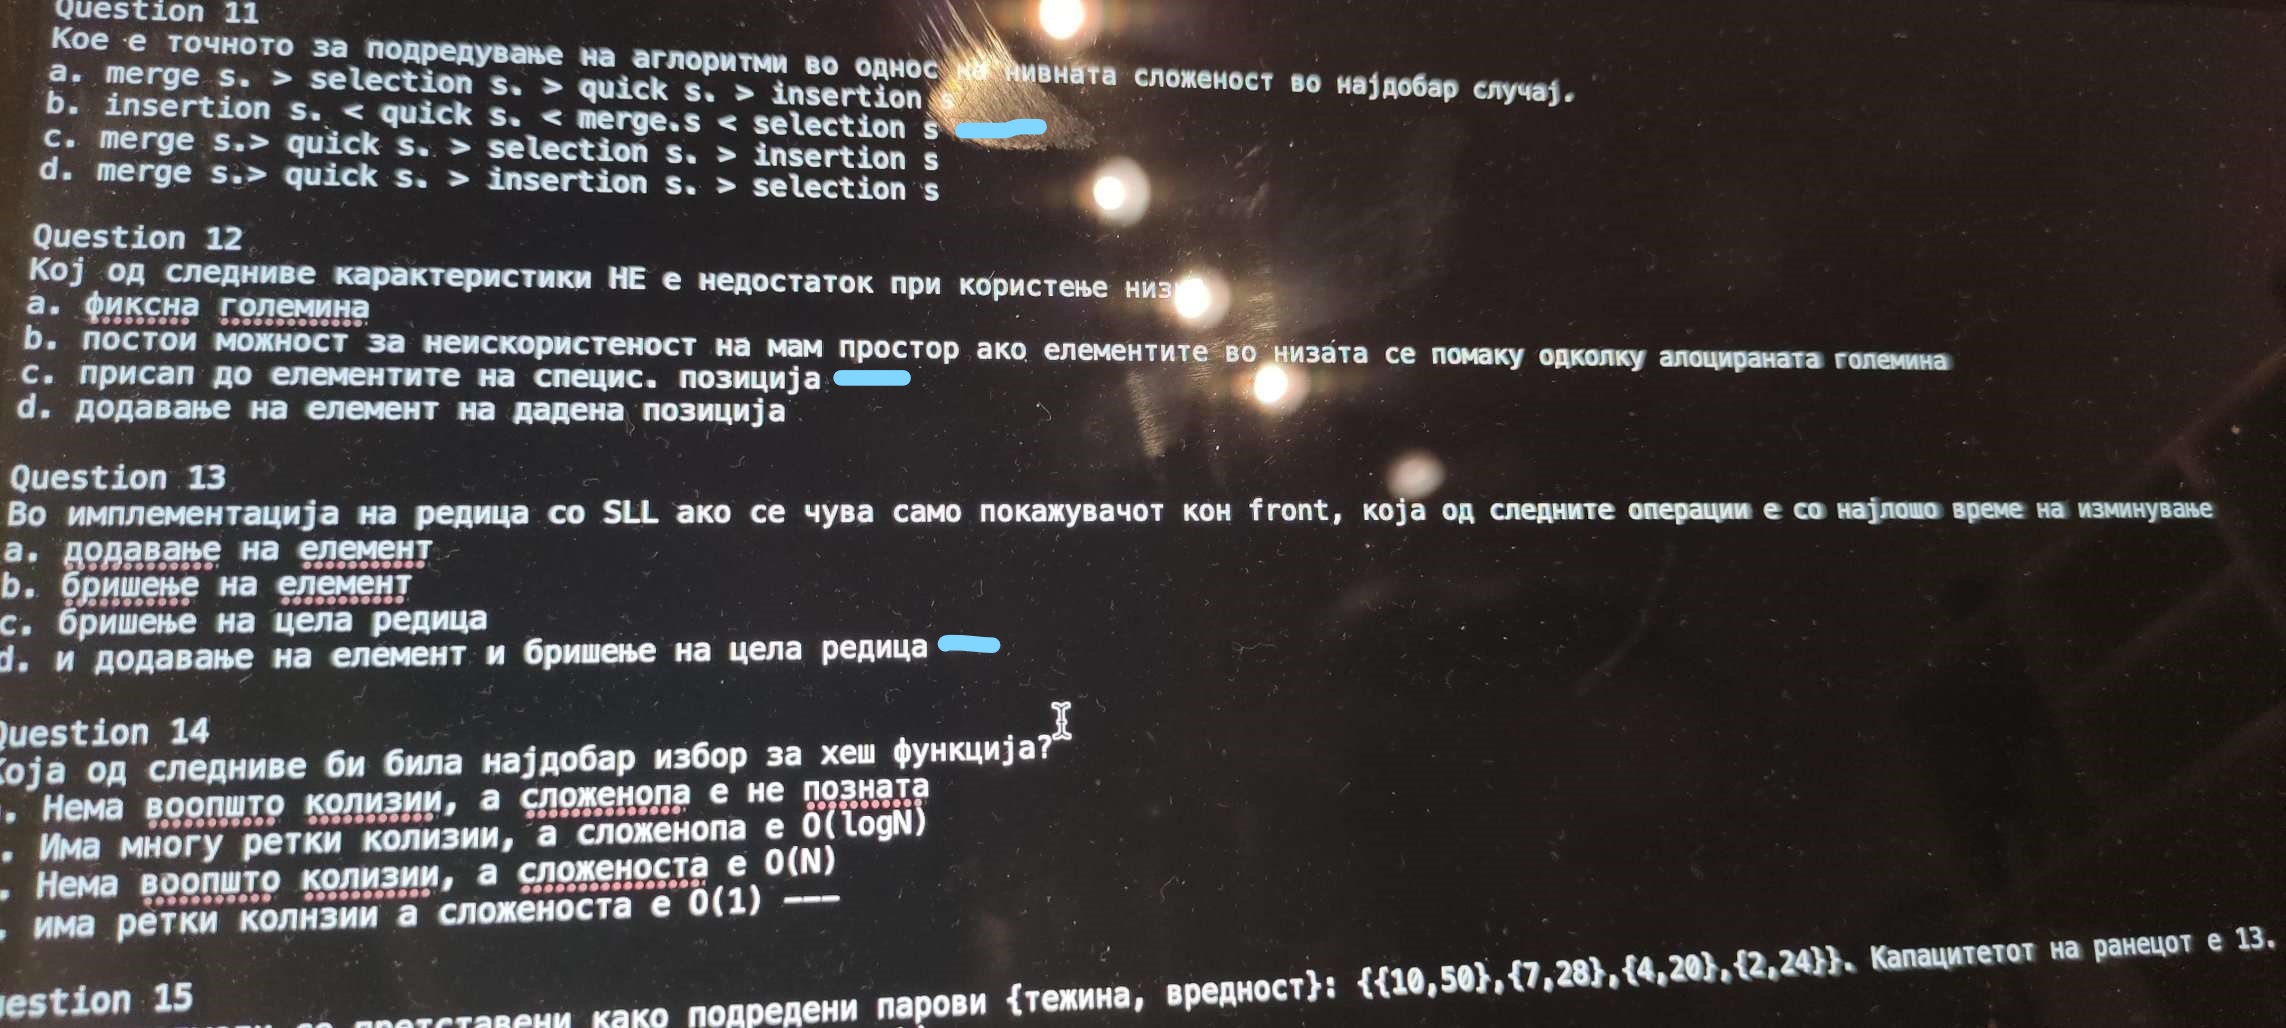 Question 11
Кое е точното за подредување на аглоритми во однос на нивната сложеност во најдобар случај.
a. merge s. > selection s. > quick s. > insertion s
b. insertion s. < quick s. < merge.s < selection s
c. merge s.> quick s. > selection s. > insertion s
d. merge s.> quick s. > insertion s. > selection s
Question 12
Кој од следниве карактеристики НЕ е недостаток при користење
a. фиксна големина
b. постои можност за неискористеност на мам простор ако елементите во низата се помаку одколку алоцираната големина
c. присап до елементите на специс. позиција
d. додавање на елемент на дадена позиција
Question 13
Во имплементација на редица со SLL ако се чува само покажувачот кон front, која од следните операции е со најлошо време на изминување
a. додавање на елемент
b. бришење на елемент
c. бришење на цела редица
d. и додавање на елемент и бришење на цела редица
Question 14
Која од следниве би била најдобар избор за хеш функција?
. Нема воопшто колизии, а сложенопа е не позната
. Има многу ретки колизии, а сложенопа е O(logN)
. Нема воопшто колизии, а сложеноста е O(N)
. има ретки колнзии а сложеноста е O(1) ---
uestion 15
претставени како подредени парови {тежина, вредност}: {{10,50},{7,28},{4,20},{2,24}}. Капацитетот на ранецот е 13.